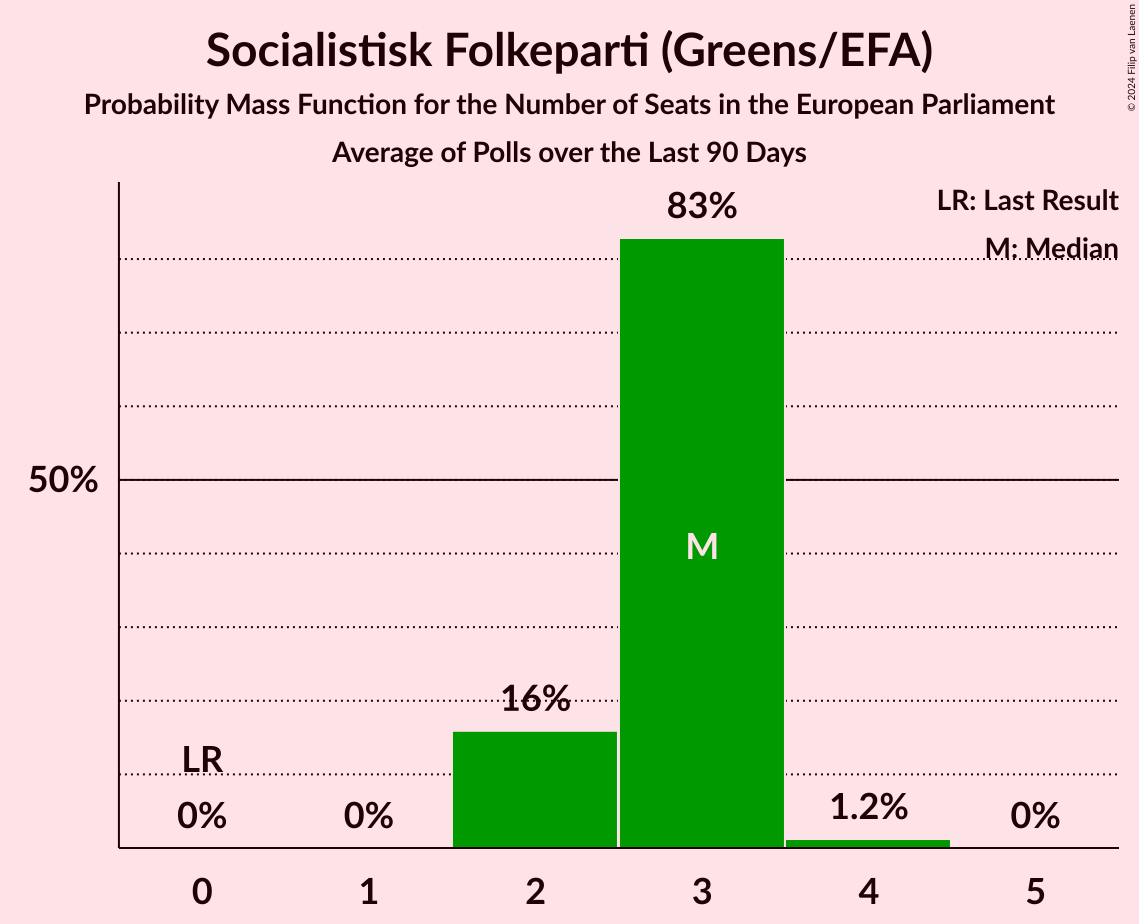 Socialistisk Folkeparti (Greens/EFA)
Probability Mass Function for the Number of Seats in the European Parliament
Average of Polls over the Last 90 Days
© 2024 Filip van Laenen
LR: Last Result
M: Median
83%
50%
M
16%
LR
0%
0%
1.2%
0%
0 1 2 3 4 5